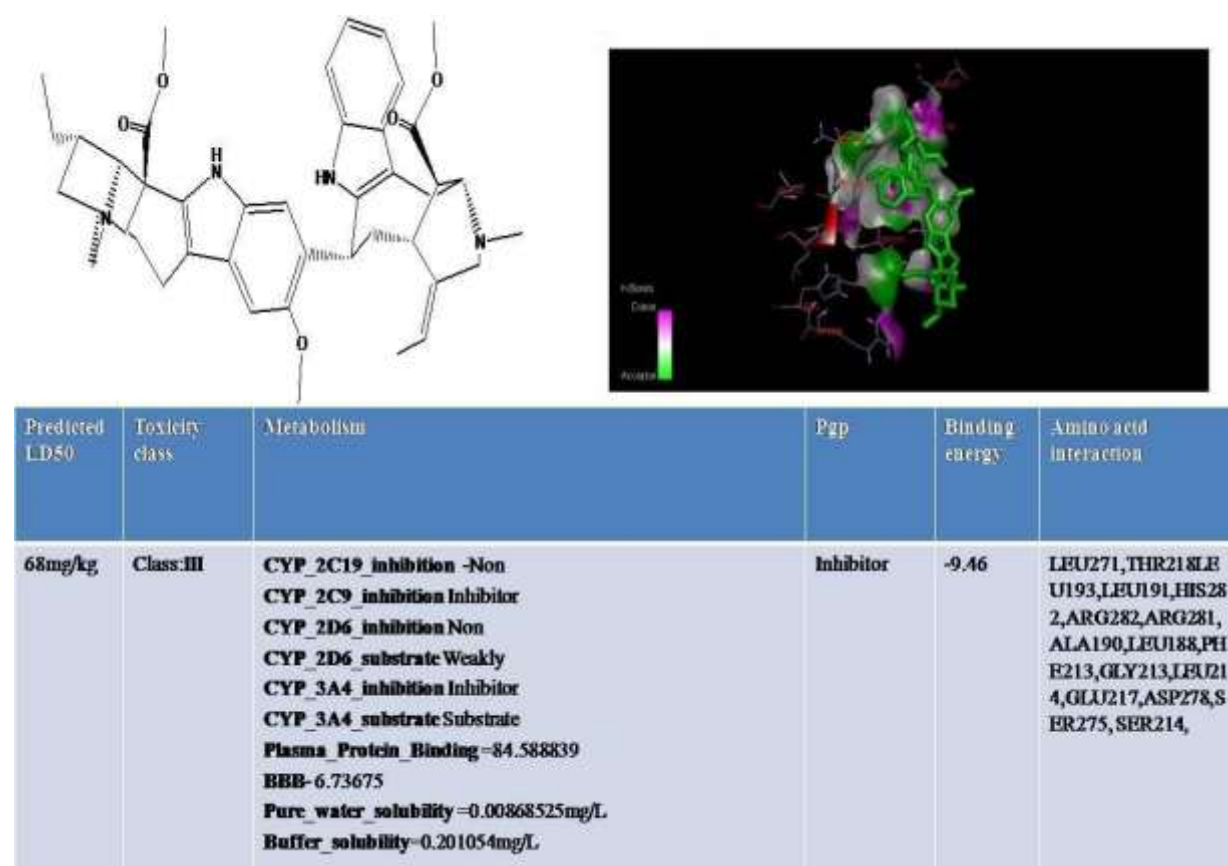 O
O
O
O
H
N
HN
N
N
O
H-Bonds
Donor
Acceptor
Predicted LD50
Toxicity class
Metabolism
Pgp
Binding energy
Amino acid interaction
68mg/kg
Class:III
CYP_2C19_inhibition -Non
CYP_2C9_inhibition Inhibitor
CYP_2D6_inhibition Non
CYP_2D6_substrate Weakly
CYP_3A4_inhibition Inhibitor
CYP_3A4_substrate Substrate
Plasma_Protein_Binding=84.588839
BBB-6.73675
Pure_water_solubility=0.00868525mg/L
Buffer_solubility=0.201054mg/L
Inhibitor
-9.46
LEU271,THR218LE
U193,LEU191,HIS28
2,ARG282,ARG281,
ALA190,LEU188,PH
E213,GLY213,LEU21
4,GLU217,ASP278,S
ER275, SER214,